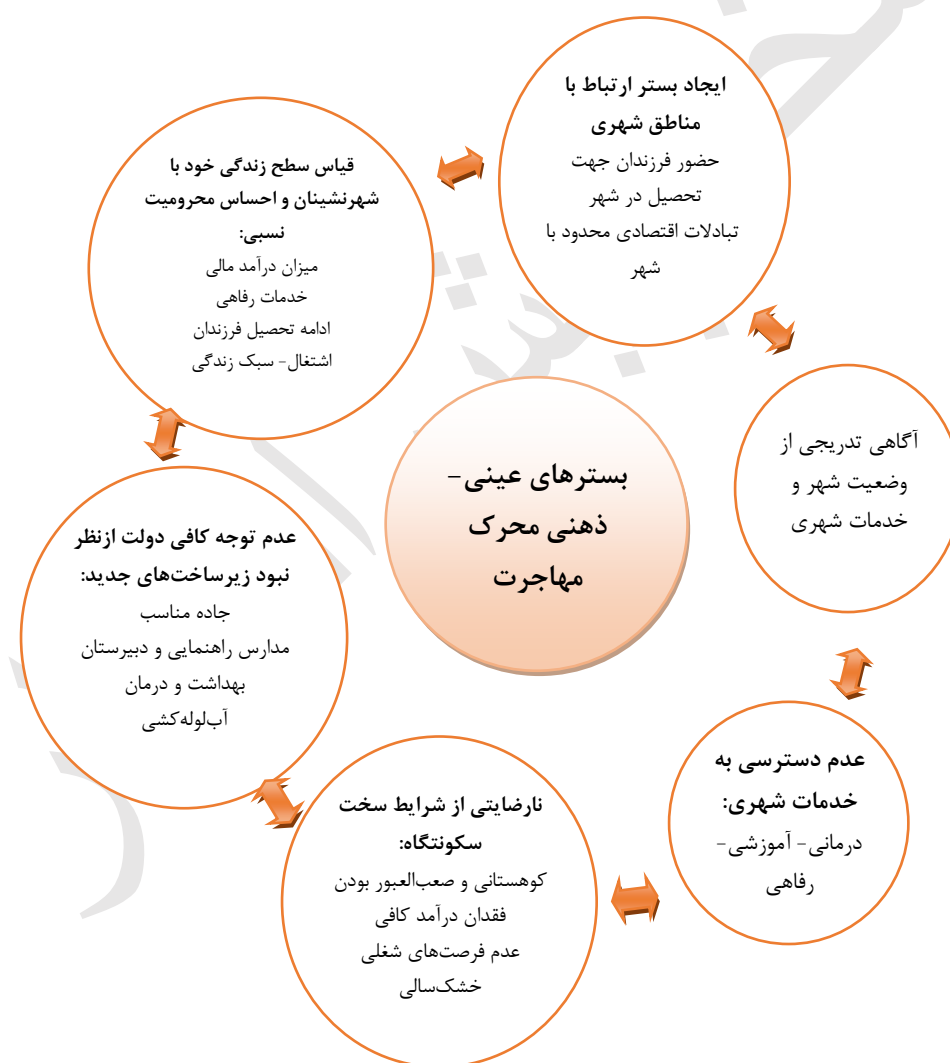 ایجاد بستر ارتباط با
مناطق شهری
حضور فرزندان جهت
تحصیل در شهر
تبادلات اقتصادی محدود با
شهر
قیاس سطح زندگی خود با
شهرنشینان و احساس محرومیت
نسبی:
میزان درآمد مالی
خدمات رفاهی
ادامه تحصیل فرزندان
اشتغال- سبک زندگی
آگاهی تدریجی از
وضعیت شهر و
خدمات شهری
بسترهای عینی-
ذهنی محرک
مهاجرت
عدم توجه کافی دولت ازنظر
نبود زیرساخت‌های جدید:
جاده مناسب
مدارس راهنمایی و دبیرستان
بهداشت و درمان
آب‌لوله‌کشی
عدم دسترسی به
خدمات شهری:
درمانی- آموزشی-
رفاهی
نارضایتی از شرایط سخت
سکونتگاه:
کوهستانی و صعب‌العبور بودن
فقدان درآمد کافی
عدم فرصت‌های شغلی
خشک‌سالی